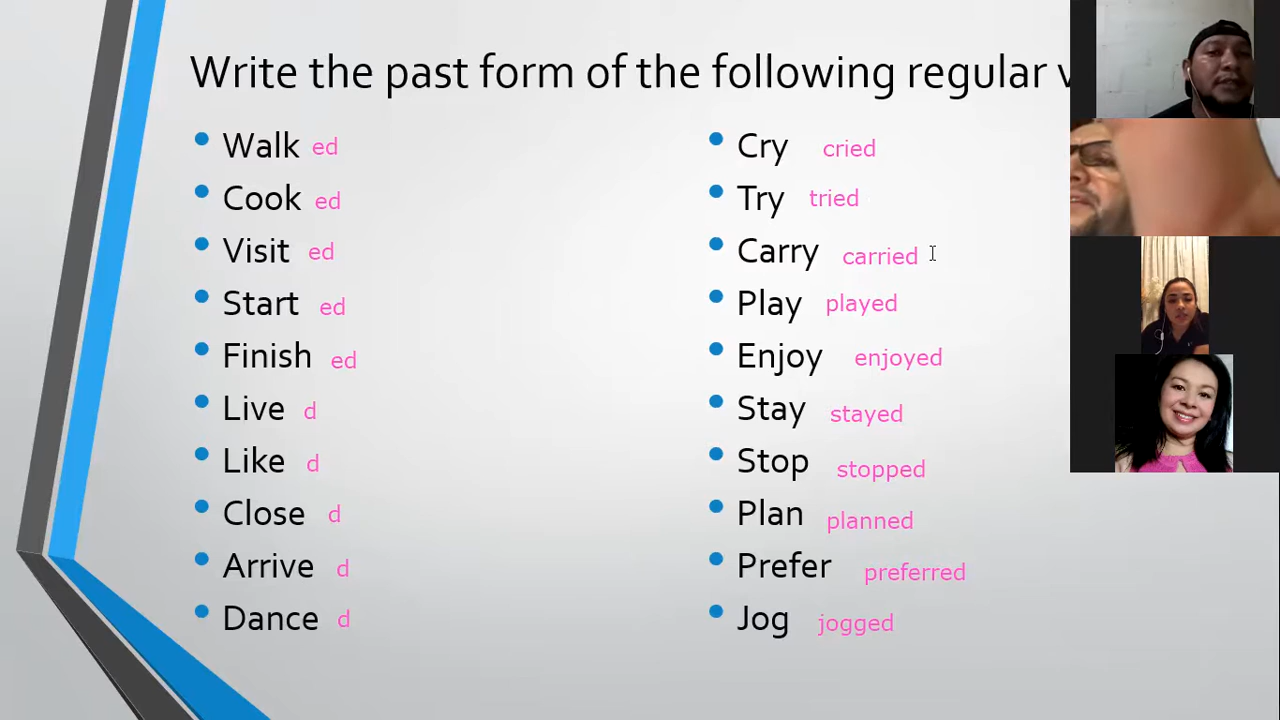 Write the past form of the following regular
Walk ed
Cook ed
Visit ed
Start ed
Finish ed
Live d
Like d
Close d
Arrive d
Dance d
Cry cried
Try tried
Carry carried
Play played
Enjoy enjoyed
Stay stayed
Stop stopped
Plan planned
Prefer preferred
Jog jogged